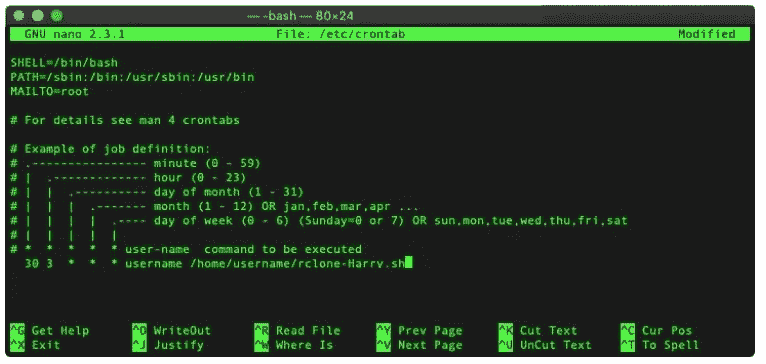 -bash — 80×24
GNU nano 2.3.1 File: /etc/crontab Modified
SHELL=/bin/bash
PATH=/sbin:/bin:/usr/sbin:/usr/bin
MAILTO=root
# For details see man 4 crontabs
# Example of job definition:
# .---------------- minute (0 - 59)
# | .------------- hour (0 - 23)
# | | .---------- day of month (1 - 31)
# | | | .------- month (1 - 12) OR jan,feb,mar,apr ...
# | | | | .---- day of week (0 - 6) (Sunday=0 or 7) OR sun,mon,tue,wed,thu,fri,sat
# | | | | |
# * * * * * user-name command to be executed
30 3 * * * username /home/username/rclone-Harry.sh
^G Get Help ^O WriteOut ^R Read File ^Y Prev Page ^K Cut Text ^C Cur Pos
^X Exit ^J Justify ^W Where Is ^V Next Page ^U UnCut Text ^T To Spell